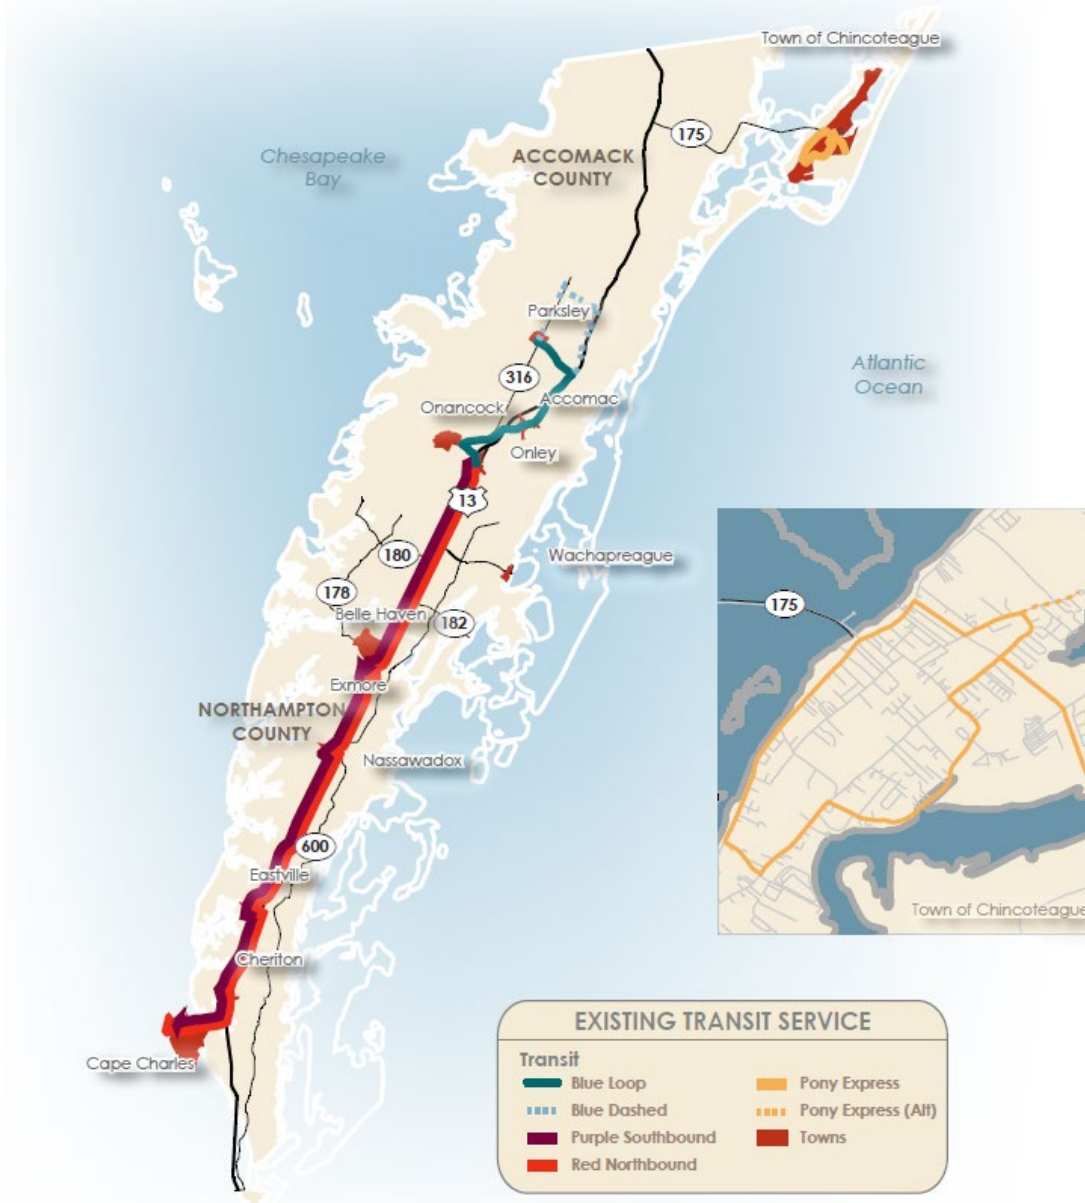 Town of Chincoteague
175
Chesapeake
Bay
ACCOMACK
COUNTY
Parksley
Atlantic
Ocean
316
Accomac
Onancock
Onley
13
180
Wachapreague
178
Belle Haven
182
Exmore
NORTHAMPTON
COUNTY
Nassawadox
600
Eastville
Cheriton
Cape Charles
175
Town of Chincoteague
EXISTING TRANSIT SERVICE
Transit
Blue Loop
Blue Dashed
Purple Southbound
Red Northbound
Pony Express
Pony Express (Alt)
Towns